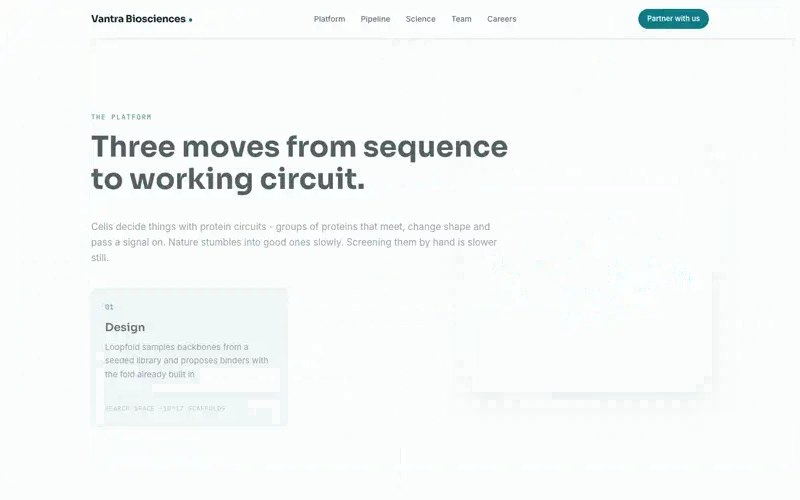 Vantra Biosciences
Platform Pipeline Science Team Careers
Partner with us
THE PLATFORM
Three moves from sequence
to working circuit.
Cells decide things with protein circuits - groups of proteins that meet, change shape and
pass a signal on. Nature stumbles into good ones slowly. Screening them by hand is slower
still.
01
Design
Loopfold samples backbones from a
seeded library and proposes binders with
the fold already built in
SEARCH SPACE